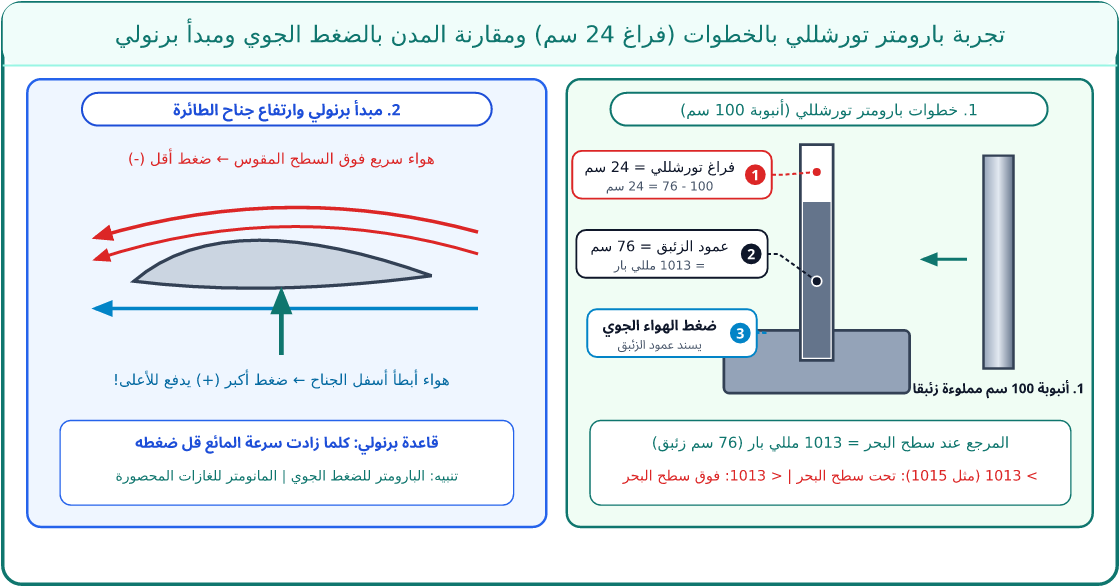 تجربة بارومتر تورشللي بالخطوات (فراغ 24 سم) ومقارنة المدن بالضغط الجوي ومبدأ برنولي
1. خطوات بارومتر تورشللي (أنبوبة 100 سم)
1
فراغ تورشللي = 24 سم
100 - 76 = 24 سم
2
عمود الزئبق = 76 سم
= 1013 مللي بار
3
ضغط الهواء الجوي
يسند عمود الزئبق
1. أنبوبة 100 سم مملوءة زئبقا
المرجع عند سطح البحر = 1013 مللي بار (76 سم زئبق)
> 1013 (مثل 1015): تحت سطح البحر | < 1013: فوق سطح البحر
2. مبدأ برنولي وارتفاع جناح الطائرة
هواء سريع فوق السطح المقوس ← ضغط أقل (-)
هواء أبطأ أسفل الجناح ← ضغط أكبر (+) يدفع للأعلى!
قاعدة برنولي: كلما زادت سرعة المائع قل ضغطه
تنبيه: البارومتر للضغط الجوي | المانومتر للغازات المحصورة